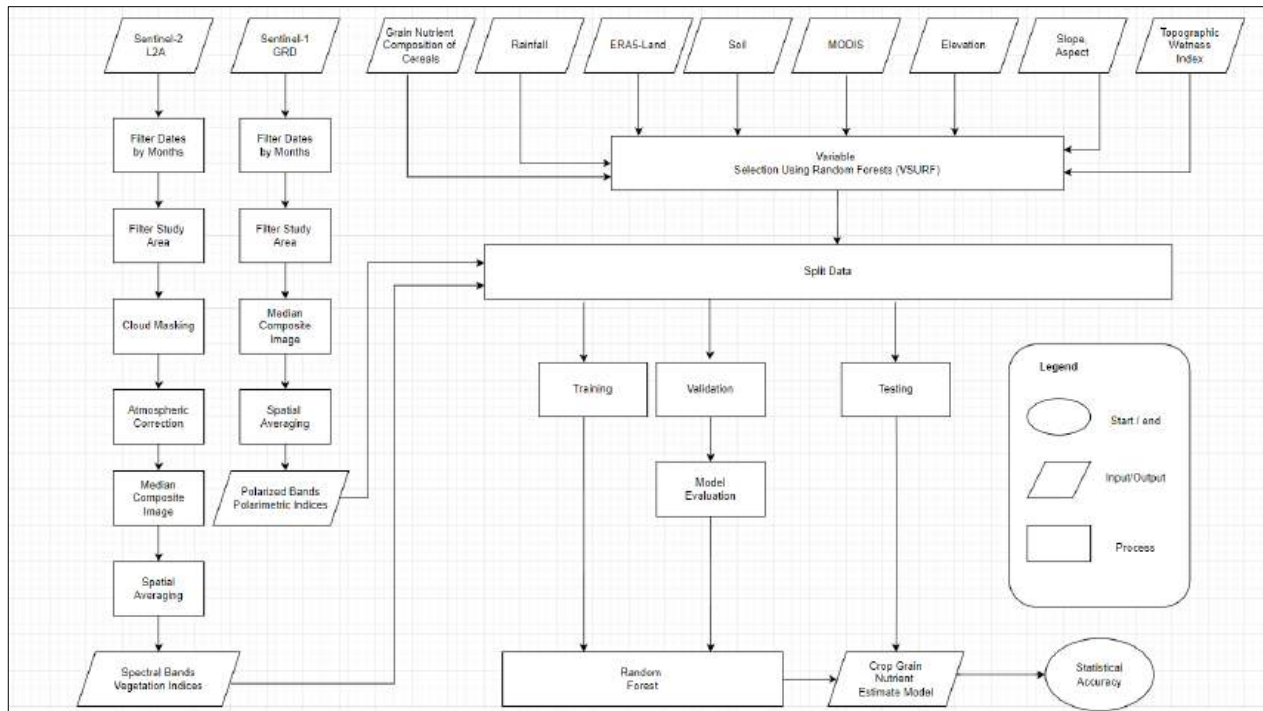 Sentinel-2
L2A
Sentinel-1
GRD
Grain Nutrient
Composition of
Cereals
Rainfall
ERA5-Land
Soil
MODIS
Elevation
Slope,
Aspect
Topographic
Wetness
Index
Filter Dates
by Months
Filter Dates
by Months
Variable
Selection Using Random Forests (VSURF)
Filter Study
Area
Filter Study
Area
Split Data
Cloud Masking
Median
Composite
Image
Training
Validation
Testing
Atmospheric
Correction
Spatial
Averaging
Median
Composite
Image
Polarized Bands
Polarimetric Indices
Model
Evaluation
Spatial
Averaging
Spectral Bands
Vegetation Indices
Random
Forest
Crop Grain
Nutrient
Estimate Model
Statistical
Accuracy
Legend
Start / end
Input/Output
Process